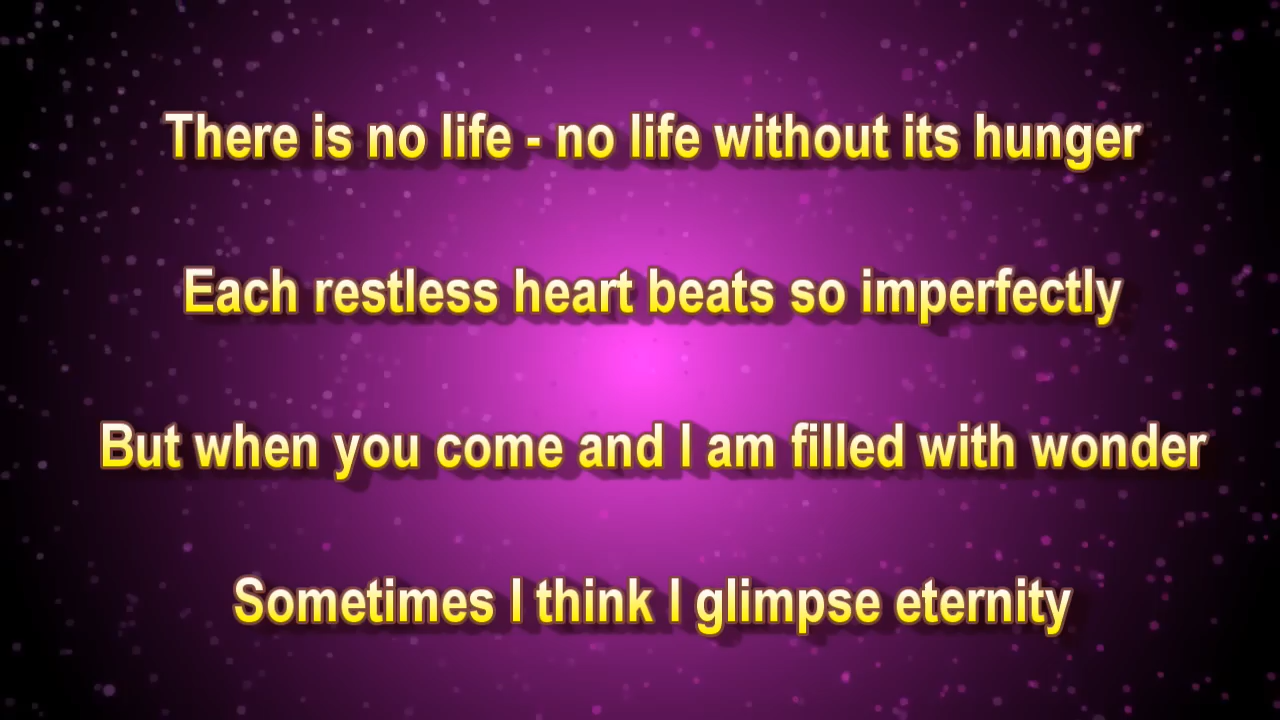 There is no life - no life without its hunger
Each restless heart beats so imperfectly
But when you come and I am filled with wonder
Sometimes I think I glimpse eternity